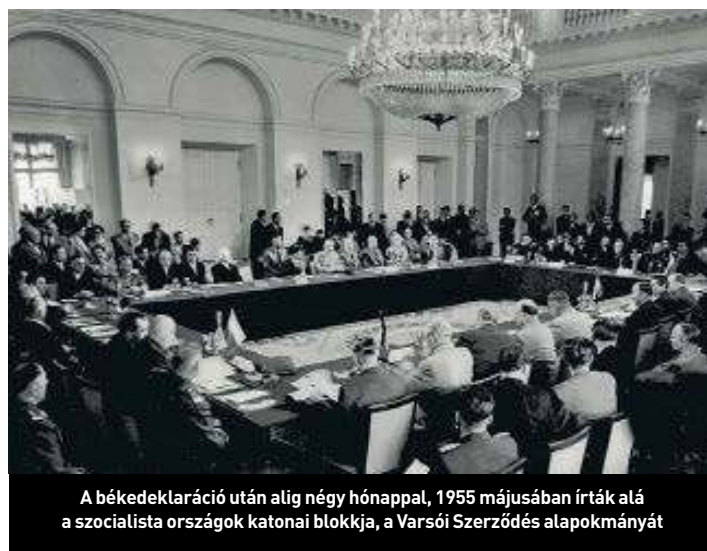 A békedeklaráció után alig négy hónappal, 1955 májusában írták alá
a szocialista országok katonai blokkja, a Varsói Szerződés alapokmányát